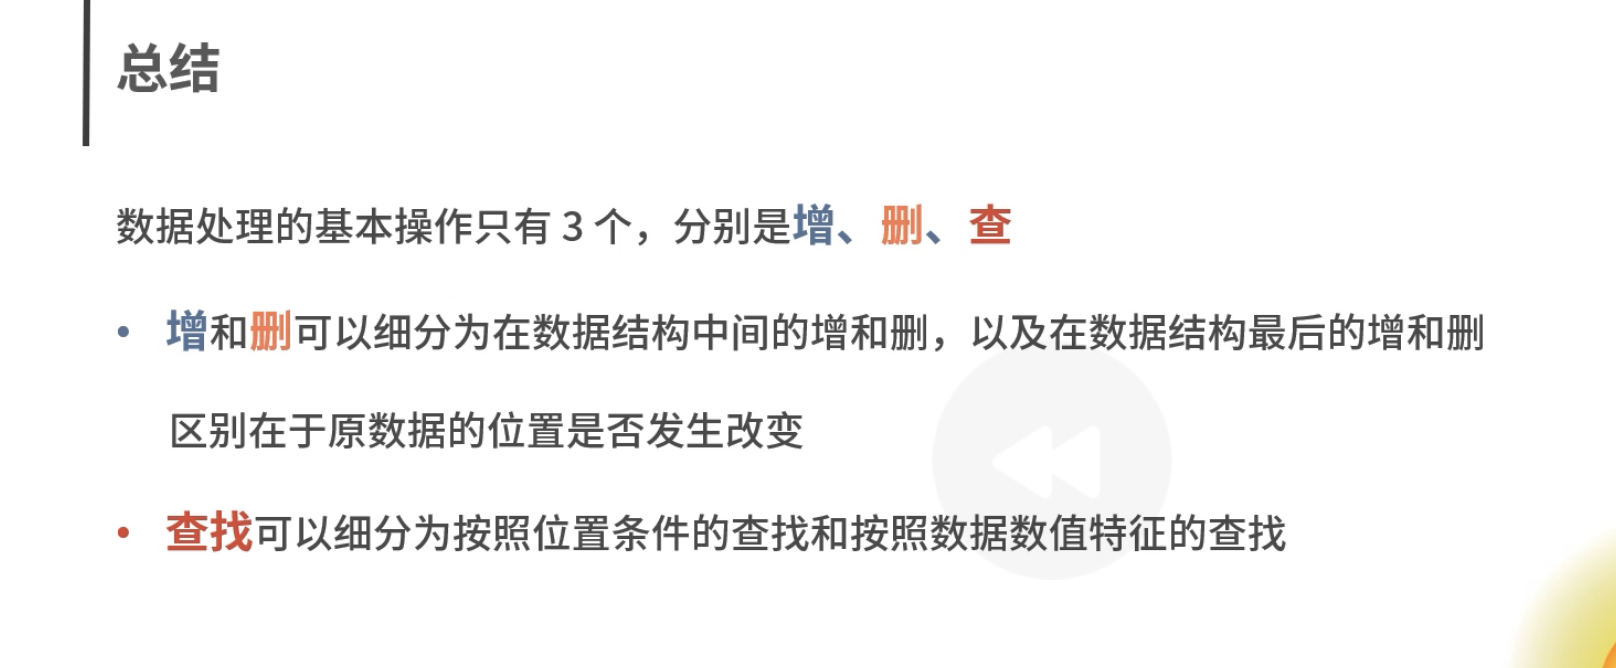 总结
数据处理的基本操作只有 3 个，分别是增、删、查
• 增和删可以细分为在数据结构中间的增和删，以及在数据结构最后的增和删
区别在于原数据的位置是否发生改变
• 查找可以细分为按照位置条件的查找和按照数据数值特征的查找